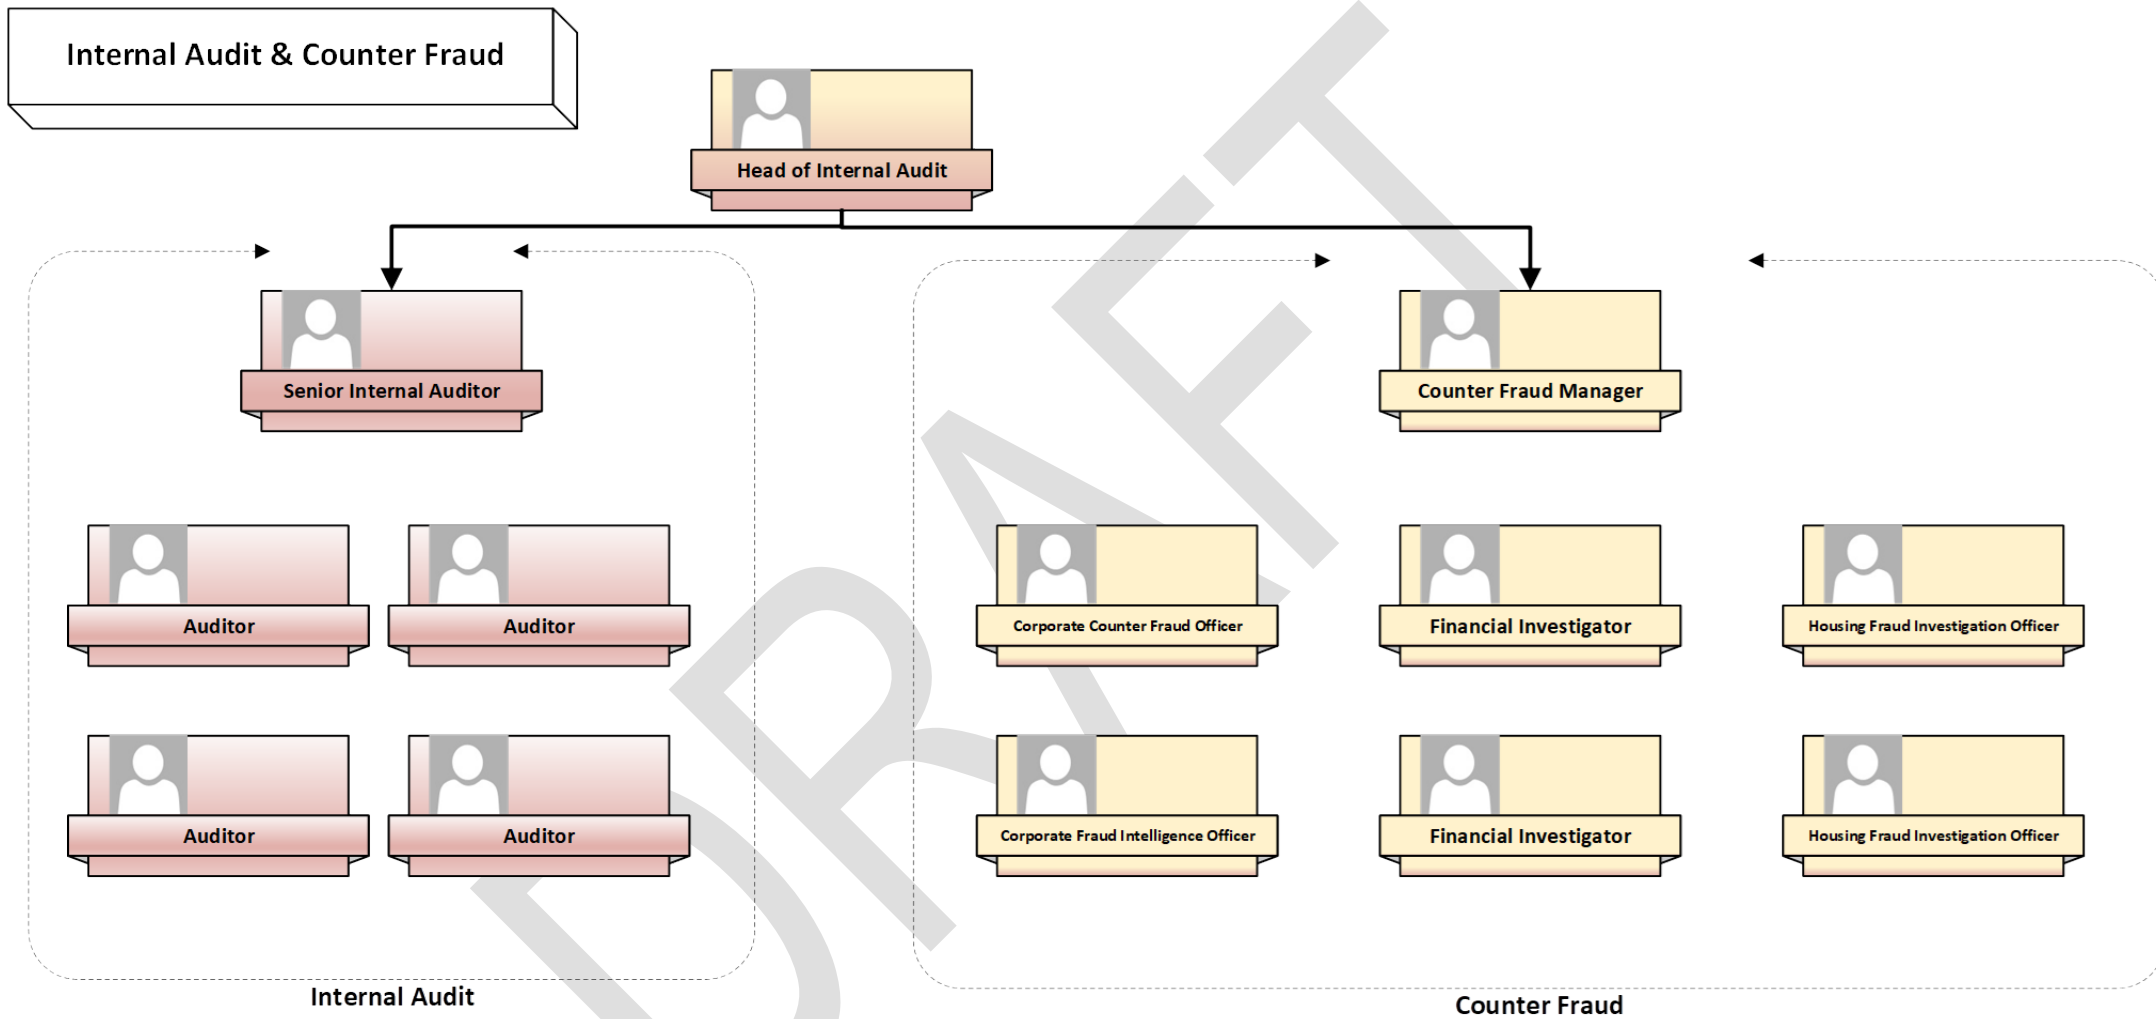 Internal Audit & Counter Fraud
Head of Internal Audit
Senior Internal Auditor
Counter Fraud Manager
Auditor
Auditor
Corporate Counter Fraud Officer
Financial Investigator
Housing Fraud Investigation Officer
Auditor
Auditor
Corporate Fraud Intelligence Officer
Financial Investigator
Housing Fraud Investigation Officer
Internal Audit
Counter Fraud
DRAFT